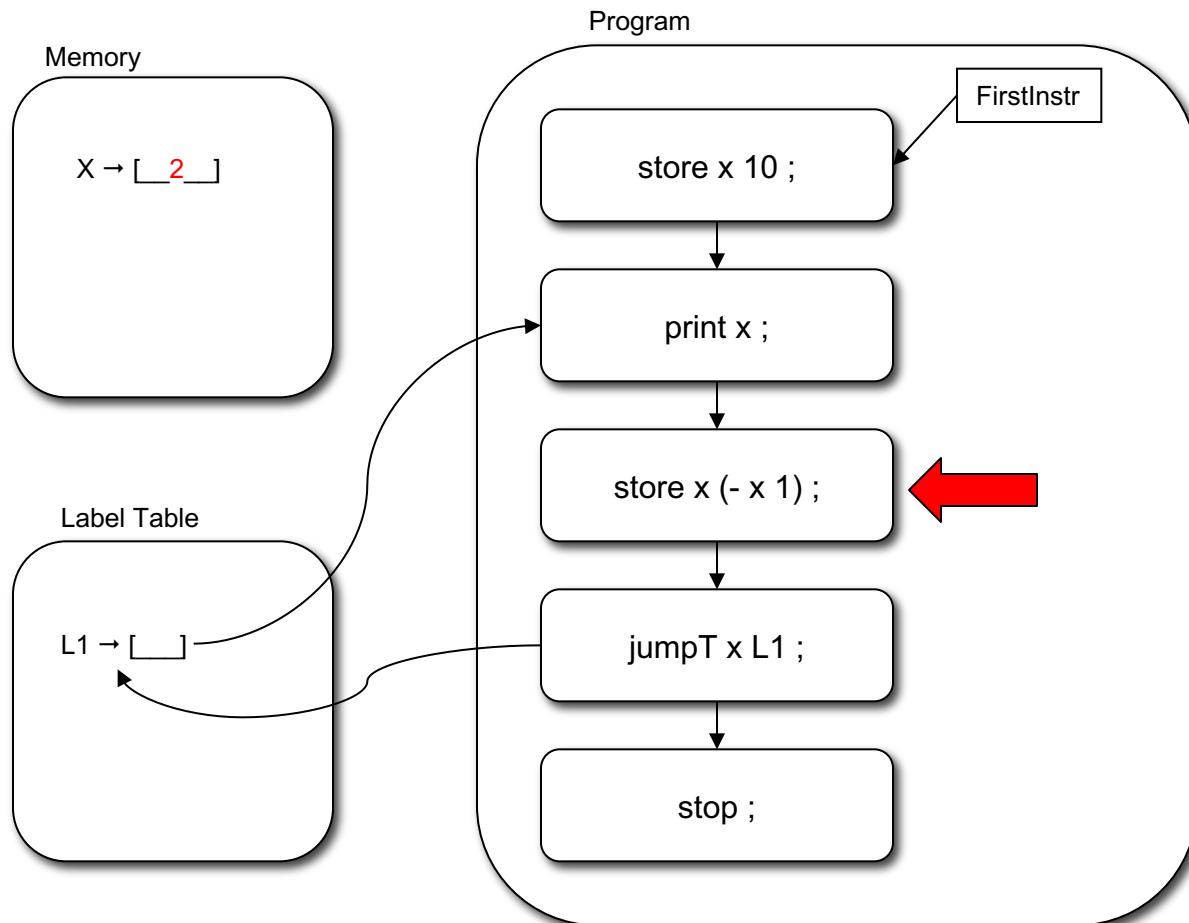 Program
Memory
FirstInstr
X → [__2__]
store x 10 ;
print x ;
store x (- x 1) ;
Label Table
L1 → [___]
jumpT x L1 ;
stop ;